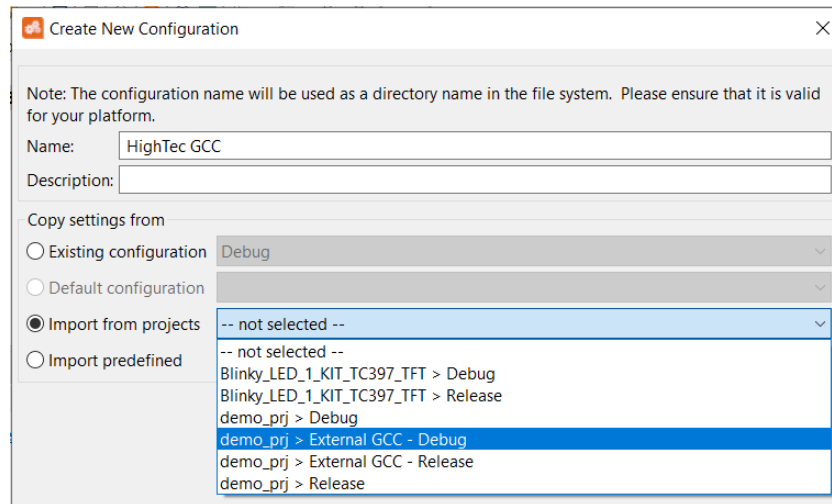 Create New Configuration
Note: The configuration name will be used as a directory name in the file system.  Please ensure that it is valid
for your platform.
Name: HighTec GCC
Description:
Copy settings from
Existing configuration Debug
Default configuration
Import from projects -- not selected --
-- not selected --
Import predefined
Blinky_LED_1_KIT_TC397_TFT > Debug
Blinky_LED_1_KIT_TC397_TFT > Release
demo_prj > Debug
demo_prj > External GCC - Debug
demo_prj > External GCC - Release
demo_prj > Release